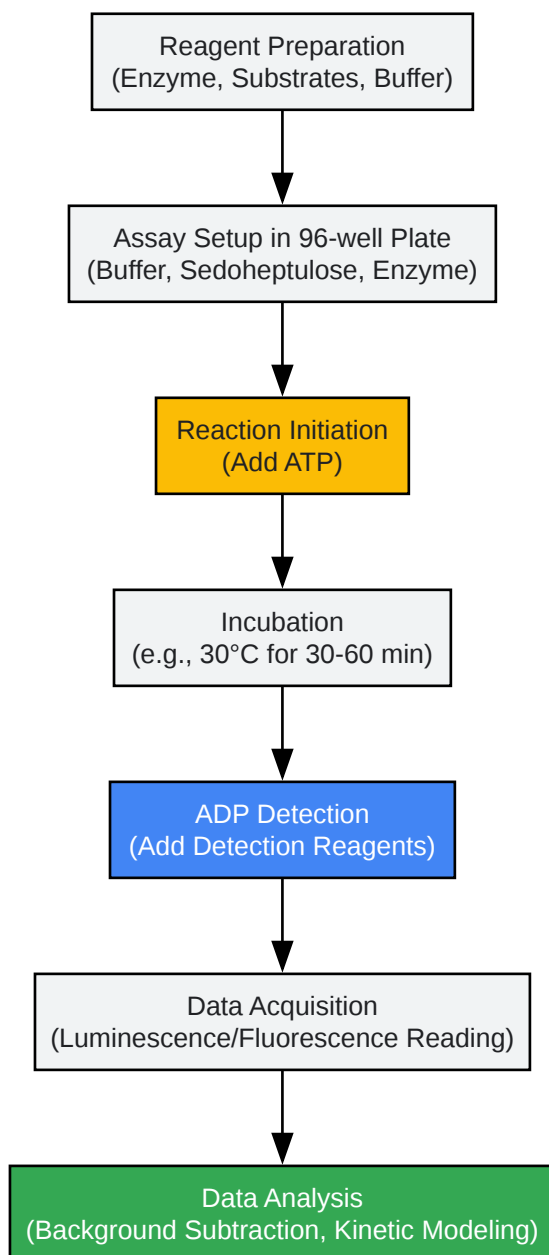 Reagent Preparation
(Enzyme, Substrates, Buffer)
Assay Setup in 96-well Plate
(Buffer, Sedoheptulose, Enzyme)
Reaction Initiation
(Add ATP)
Incubation
(e.g., 30°C for 30-60 min)
ADP Detection
(Add Detection Reagents)
Data Acquisition
(Luminescence/Fluorescence Reading)
Data Analysis
(Background Subtraction, Kinetic Modeling)